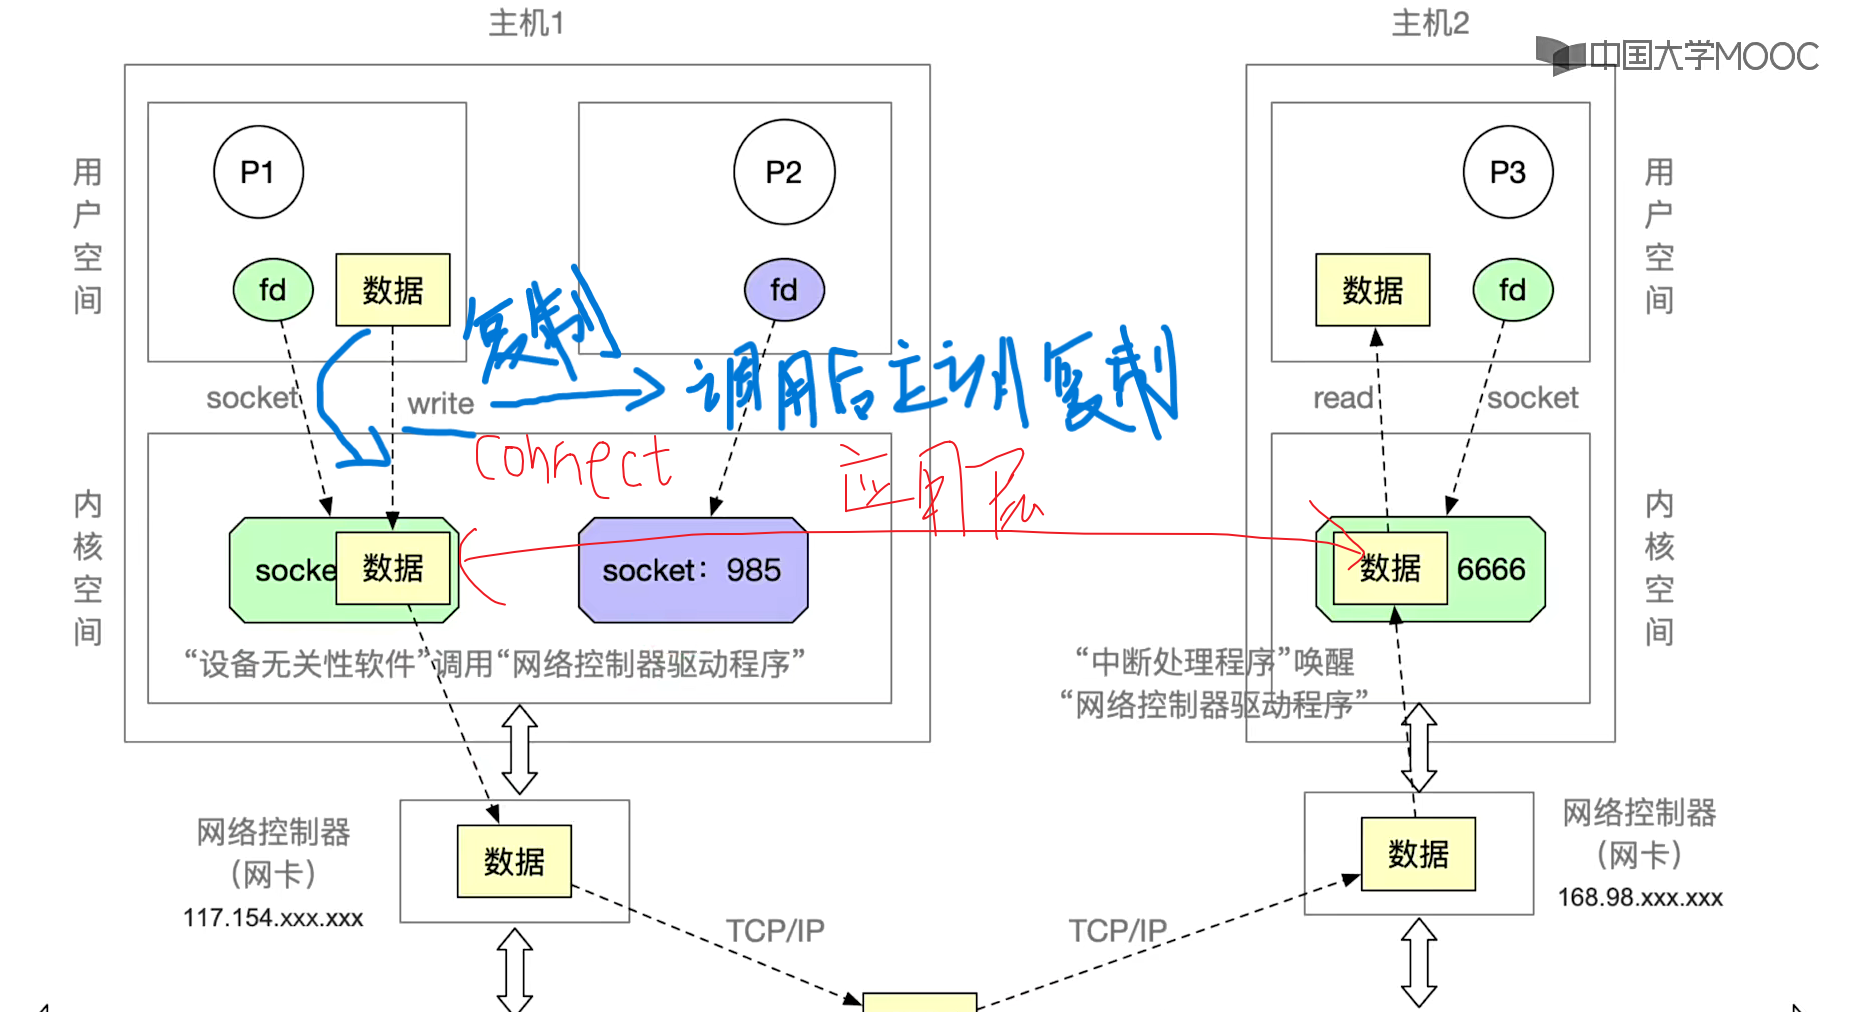 主机1
主机2
中国大学MOOC
用户空间
P1
P2
P3
用户空间
fd
数据
fd
数据
fd
复制
socket
write
调用后立训复制
read
socket
connect
应用层
内核空间
socke
数据
socket：985
数据
6666
内核空间
“设备无关性软件”调用“网络控制器驱动程序”
“中断处理程序”唤醒
“网络控制器驱动程序”
网络控制器
（网卡）
117.154.xxx.xxx
数据
数据
网络控制器
（网卡）
168.98.xxx.xxx
TCP/IP
TCP/IP